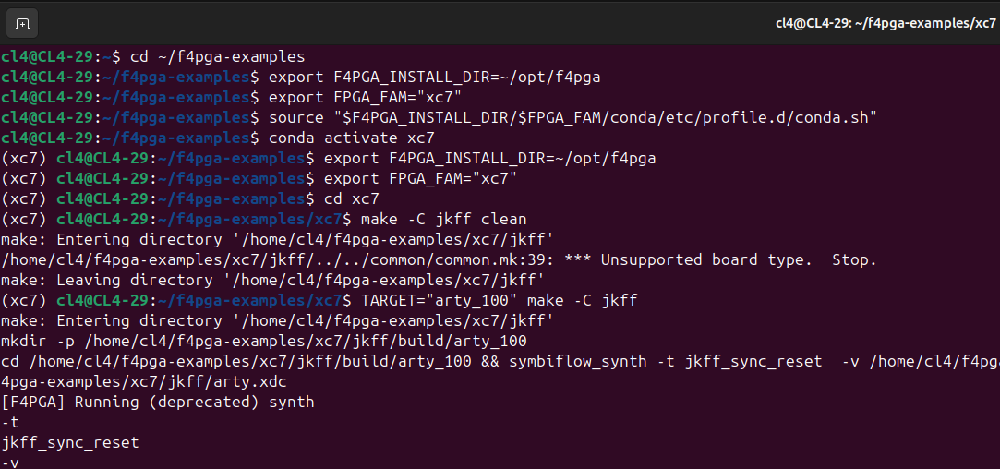 cl4@CL4-29: ~/f4pga-examples/xc7
cl4@CL4-29:~$ cd ~/f4pga-examples
cl4@CL4-29:~/f4pga-examples$ export F4PGA_INSTALL_DIR=~/opt/f4pga
cl4@CL4-29:~/f4pga-examples$ export FPGA_FAM="xc7"
cl4@CL4-29:~/f4pga-examples$ source "$F4PGA_INSTALL_DIR/$FPGA_FAM/conda/etc/profile.d/conda.sh"
cl4@CL4-29:~/f4pga-examples$ conda activate xc7
(xc7) cl4@CL4-29:~/f4pga-examples$ export F4PGA_INSTALL_DIR=~/opt/f4pga
(xc7) cl4@CL4-29:~/f4pga-examples$ export FPGA_FAM="xc7"
(xc7) cl4@CL4-29:~/f4pga-examples$ cd xc7
(xc7) cl4@CL4-29:~/f4pga-examples/xc7$ make -C jkff clean
make: Entering directory '/home/cl4/f4pga-examples/xc7/jkff'
/home/cl4/f4pga-examples/xc7/jkff/../../common/common.mk:39: *** Unsupported board type.  Stop.
make: Leaving directory '/home/cl4/f4pga-examples/xc7/jkff'
(xc7) cl4@CL4-29:~/f4pga-examples/xc7$ TARGET="arty_100" make -C jkff
make: Entering directory '/home/cl4/f4pga-examples/xc7/jkff'
mkdir -p /home/cl4/f4pga-examples/xc7/jkff/build/arty_100
cd /home/cl4/f4pga-examples/xc7/jkff/build/arty_100 && symbiflow_synth -t jkff_sync_reset  -v /home/cl4/f4pga
4pga-examples/xc7/jkff/arty.xdc
[F4PGA] Running (deprecated) synth
-t
jkff_sync_reset
-v